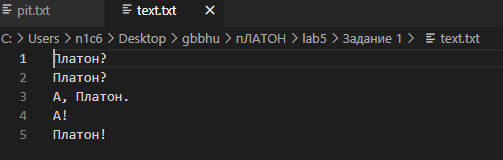 pit.txt text.txt
C: > Users > n1c6 > Desktop > gbbhu > пЛАТОН > lab5 > Задание 1 > text.txt
1 Платон?
2 Платон?
3 А, Платон.
4 А!
5 Платон!